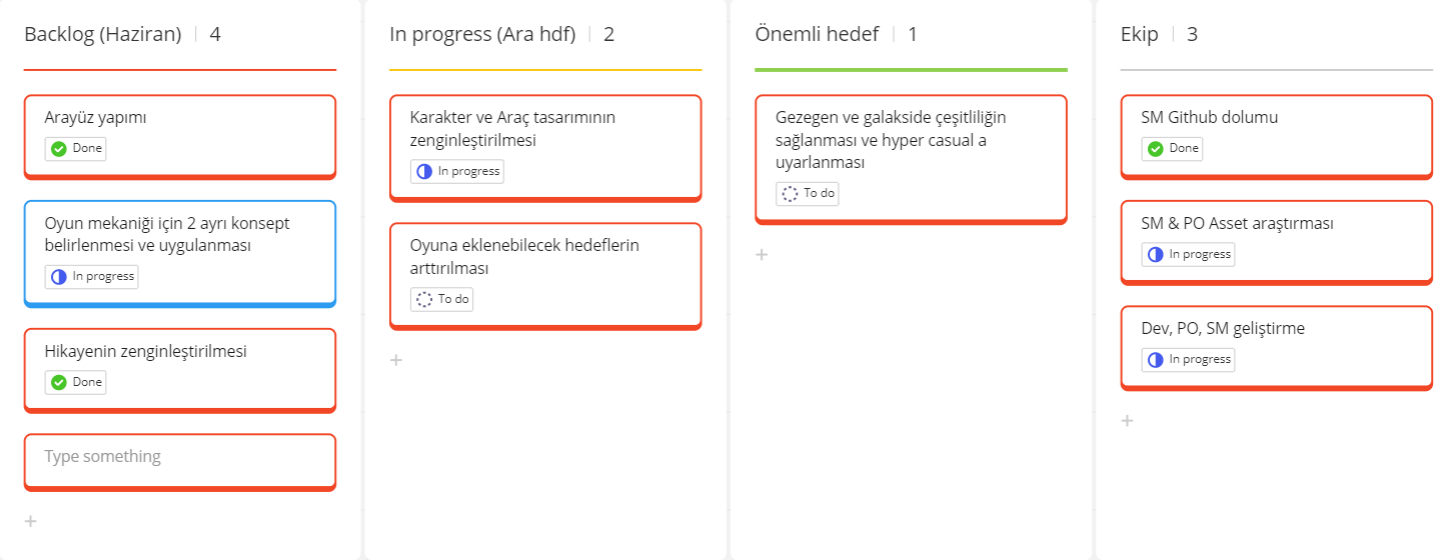 Backlog (Haziran) 4
Arayüz yapımı
Done
Oyun mekaniği için 2 ayrı konsept
belirlenmesi ve uygulanması
In progress
Hikayenin zenginleştirilmesi
Done
Type something
In progress (Ara hdf) 2
Karakter ve Araç tasarımının
zenginleştirilmesi
In progress
Oyuna eklenebilecek hedeflerin
arttırılması
To do
Önemli hedef 1
Gezegen ve galakside çeşitliliğin
sağlanması ve hyper casual a
uyarlanması
To do
Ekip 3
SM Github dolumu
Done
SM & PO Asset araştırması
In progress
Dev, PO, SM geliştirme
In progress